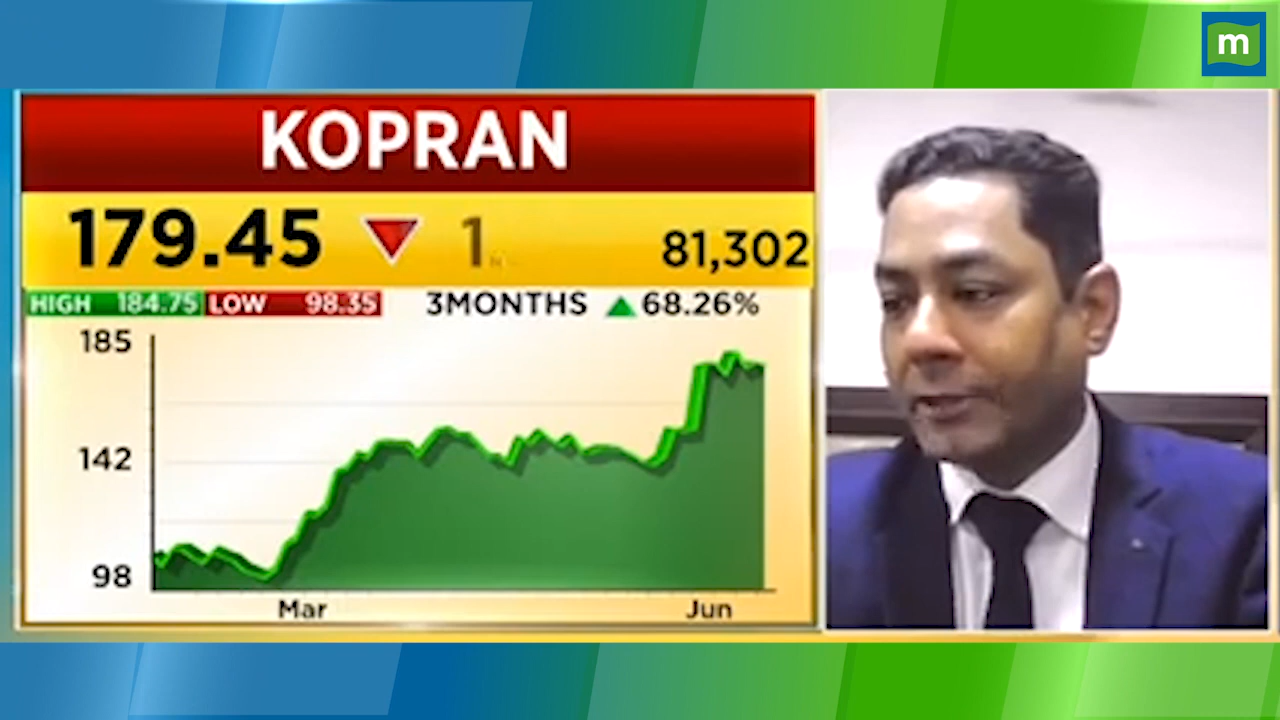 m
KOPRAN
179.45 ▼ 1 81,302
HIGH 184.75 LOW 98.35 3MONTHS ▲ 68.26%
185
142
98
Mar Jun